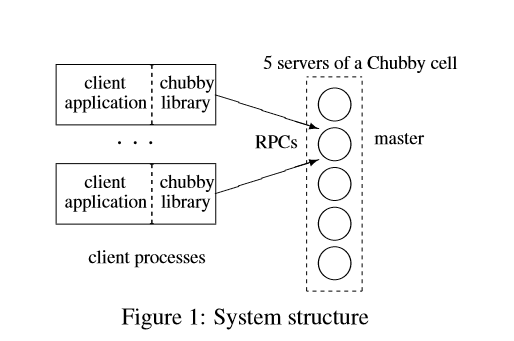 5 servers of a Chubby cell
client application
chubby library
. . .
RPCs
master
client application
chubby library
client processes
Figure 1: System structure